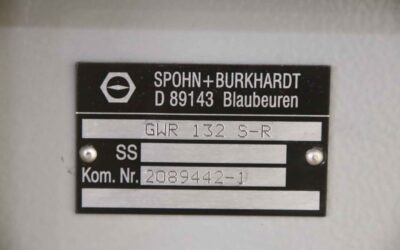 SPOHN+BURKHARDT
D 89143 Blaubeuren
GWR 132 S-R
SS
Kom. Nr. 2089442-1